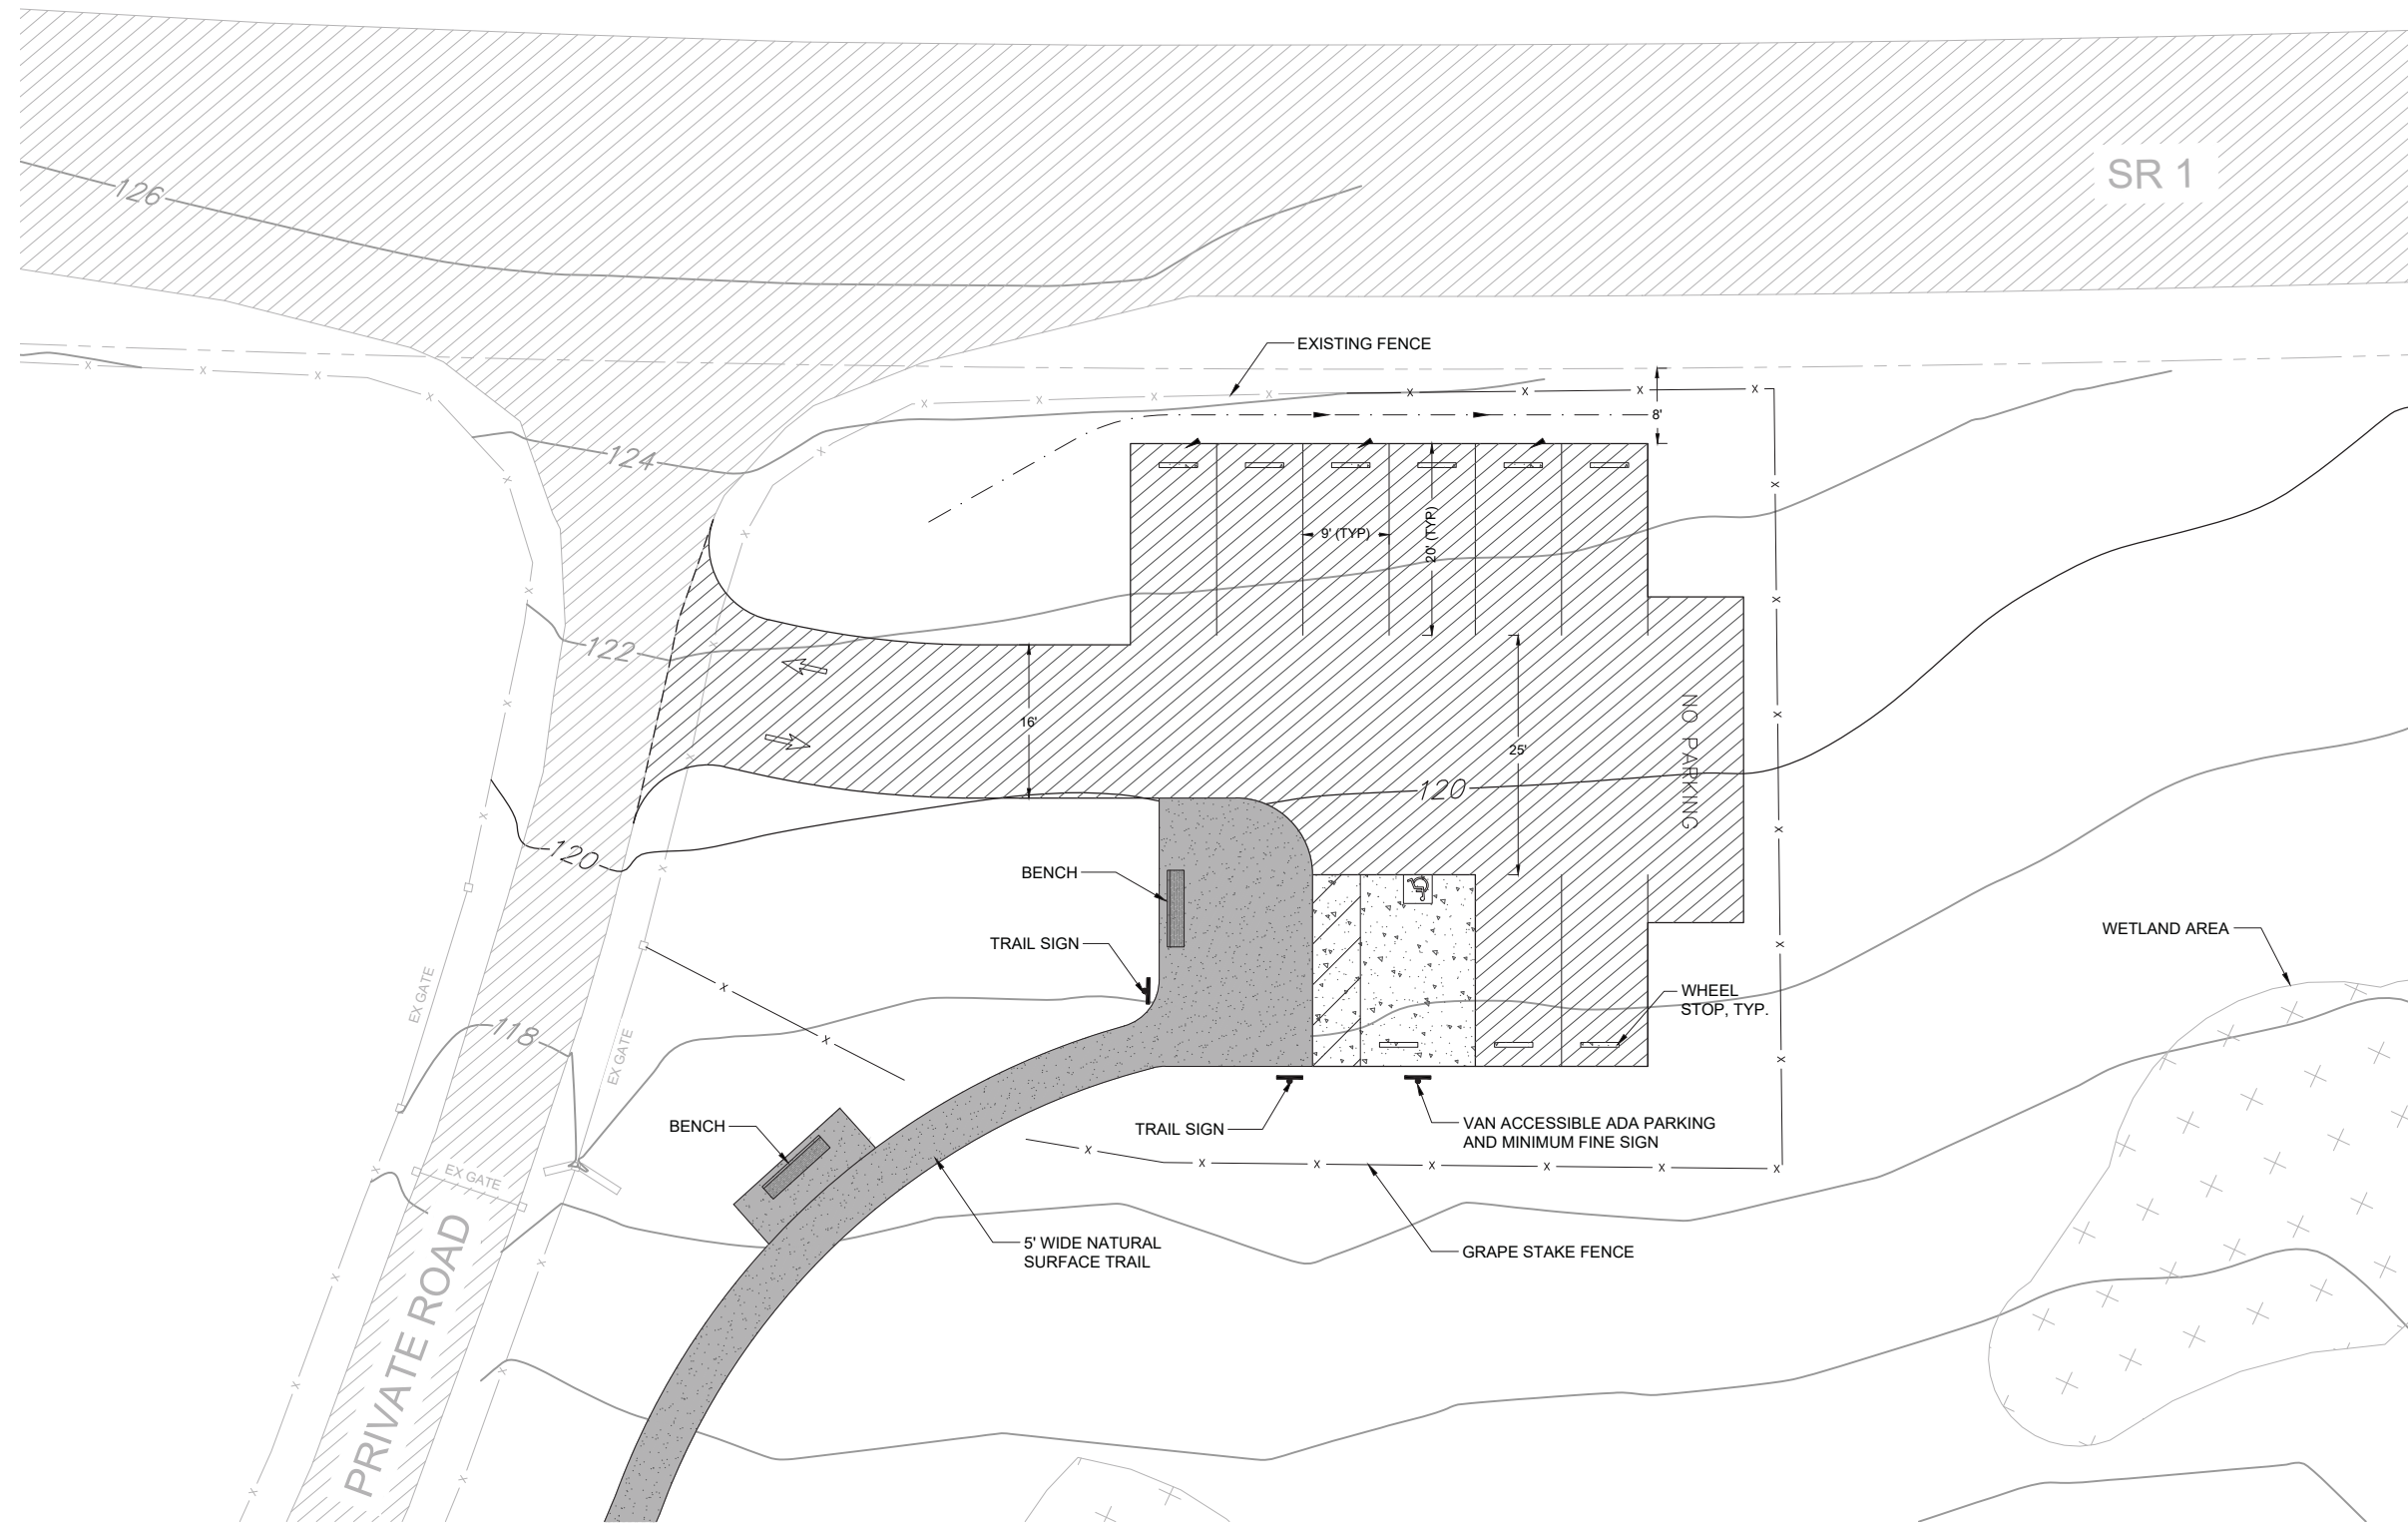 SR 1
126
EXISTING FENCE
8'
124
9' (TYP)
20' (TYP)
122
16'
25'
NO PARKING
120
120
BENCH
TRAIL SIGN
WETLAND AREA
EX GATE
WHEEL
STOP, TYP.
118
EX GATE
BENCH
TRAIL SIGN
VAN ACCESSIBLE ADA PARKING
AND MINIMUM FINE SIGN
EX GATE
PRIVATE ROAD
5' WIDE NATURAL
SURFACE TRAIL
GRAPE STAKE FENCE